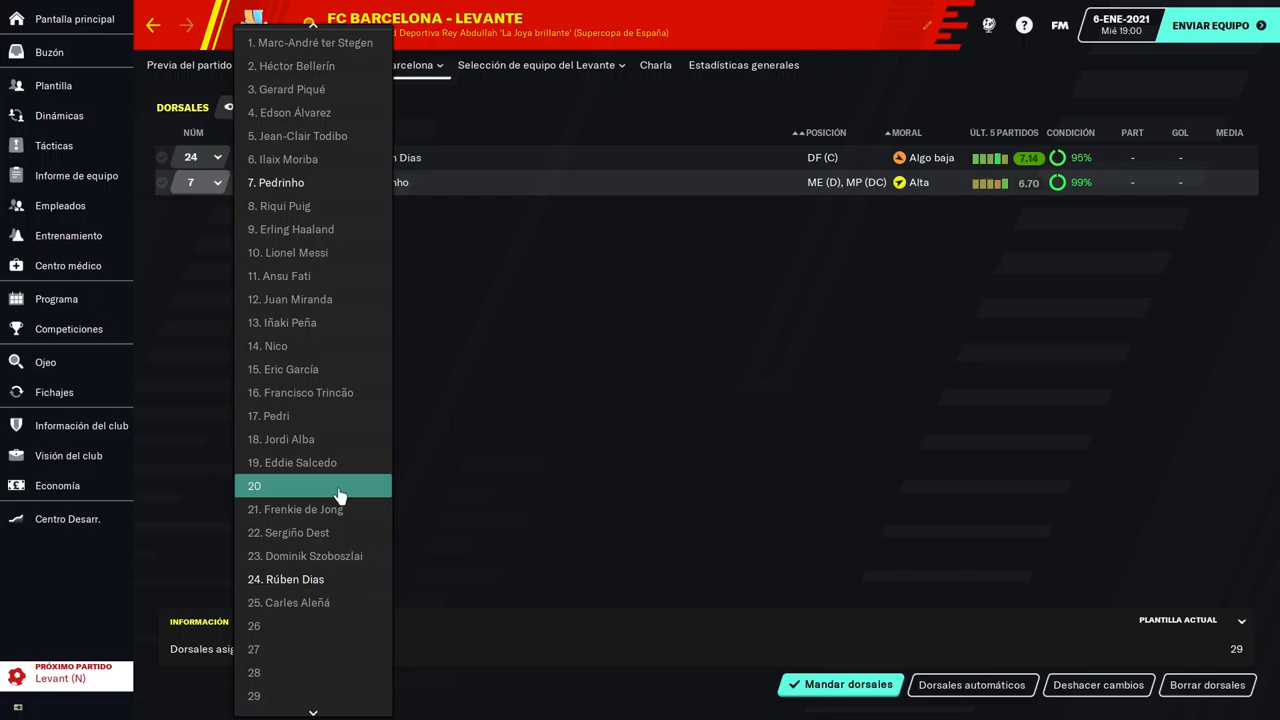 Pantalla principal
FC BARCELONA - LEVANTE
d Deportiva Rey Abdullah 'La Joya brillante' (Supercopa de España)
FM
6-ENE-2021
Mié 19:00
ENVIAR EQUIPO
Buzón
Plantilla
Dinámicas
Tácticas
Informe de equipo
Empleados
Entrenamiento
Centro médico
Programa
Competiciones
Ojeo
Fichajes
Información del club
Visión del club
Economía
Centro Desarr.
PRÓXIMO PARTIDO
Levant (N)
Previa del partido
arcelona
Selección de equipo del Levante
Charla
Estadísticas generales
DORSALES
NÚM
POSICIÓN
MORAL
ÚLT. 5 PARTIDOS
CONDICIÓN
PART
GOL
MEDIA
24
n Dias
DF (C)
Algo baja
7.14
95%
-
-
7
nho
ME (D), MP (DC)
Alta
6.70
99%
-
-
1. Marc-André ter Stegen
2. Héctor Bellerín
3. Gerard Piqué
4. Edson Álvarez
5. Jean-Clair Todibo
6. Ilaix Moriba
7. Pedrinho
8. Riqui Puig
9. Erling Haaland
10. Lionel Messi
11. Ansu Fati
12. Juan Miranda
13. Iñaki Peña
14. Nico
15. Eric García
16. Francisco Trincão
17. Pedri
18. Jordi Alba
19. Eddie Salcedo
20
21. Frenkie de Jong
22. Sergiño Dest
23. Dominik Szoboszlai
24. Rúben Dias
25. Carles Aleñá
26
27
28
29
INFORMACIÓN
PLANTILLA ACTUAL
Dorsales asig
29
Mandar dorsales
Dorsales automáticos
Deshacer cambios
Borrar dorsales